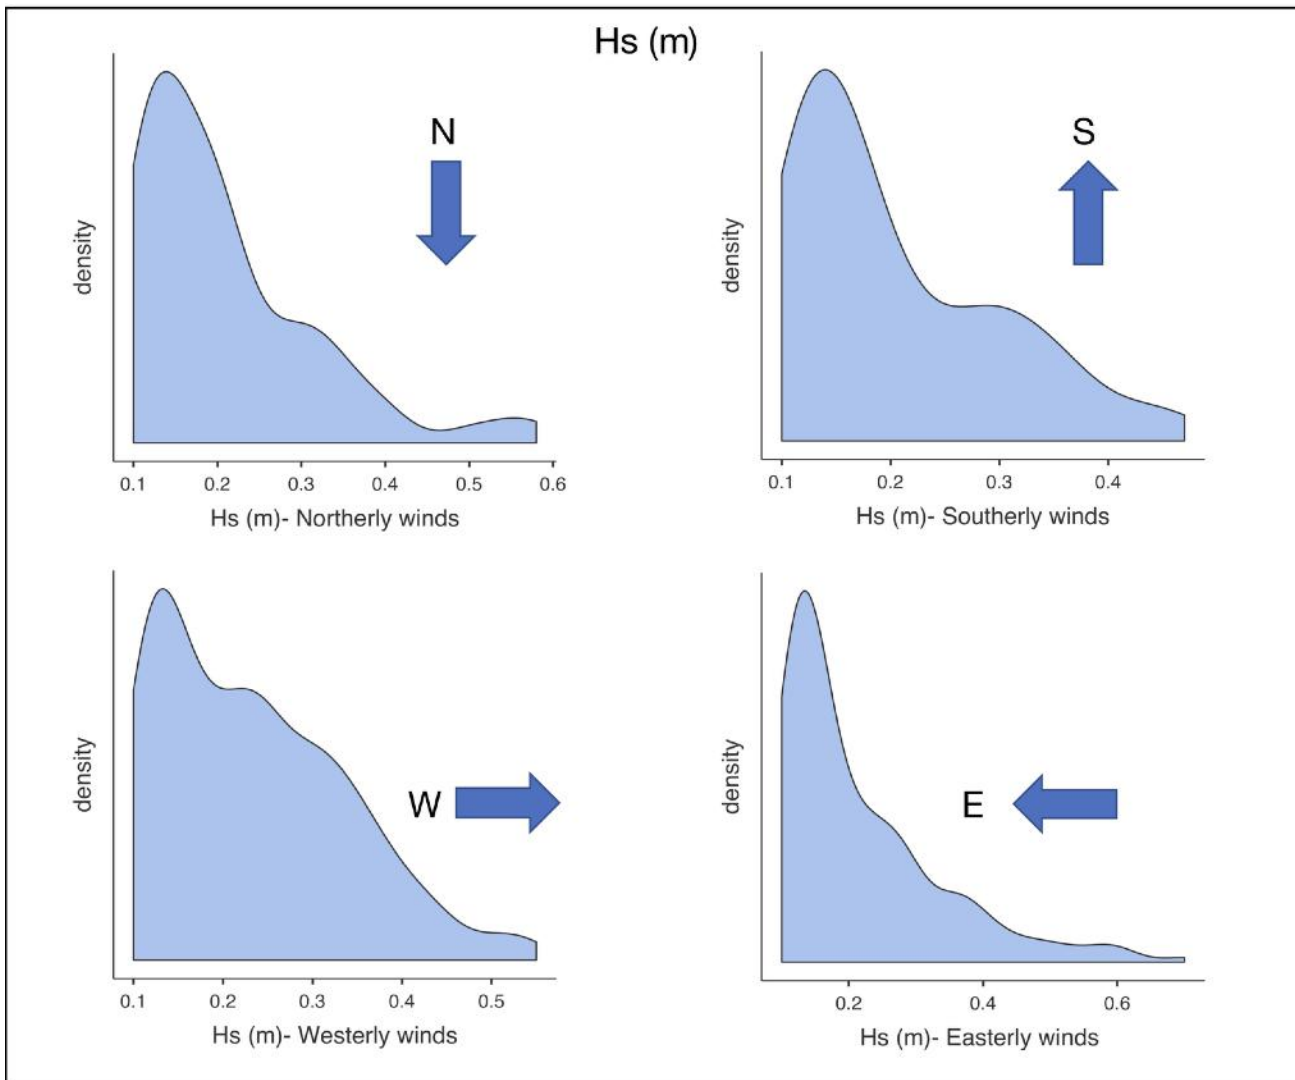 Hs (m)
N
density
0.1 0.2 0.3 0.4 0.5 0.6
Hs (m)- Northerly winds
S
density
0.1 0.2 0.3 0.4
Hs (m)- Southerly winds
W
density
0.1 0.2 0.3 0.4 0.5
Hs (m)- Westerly winds
E
density
0.2 0.4 0.6
Hs (m)- Easterly winds